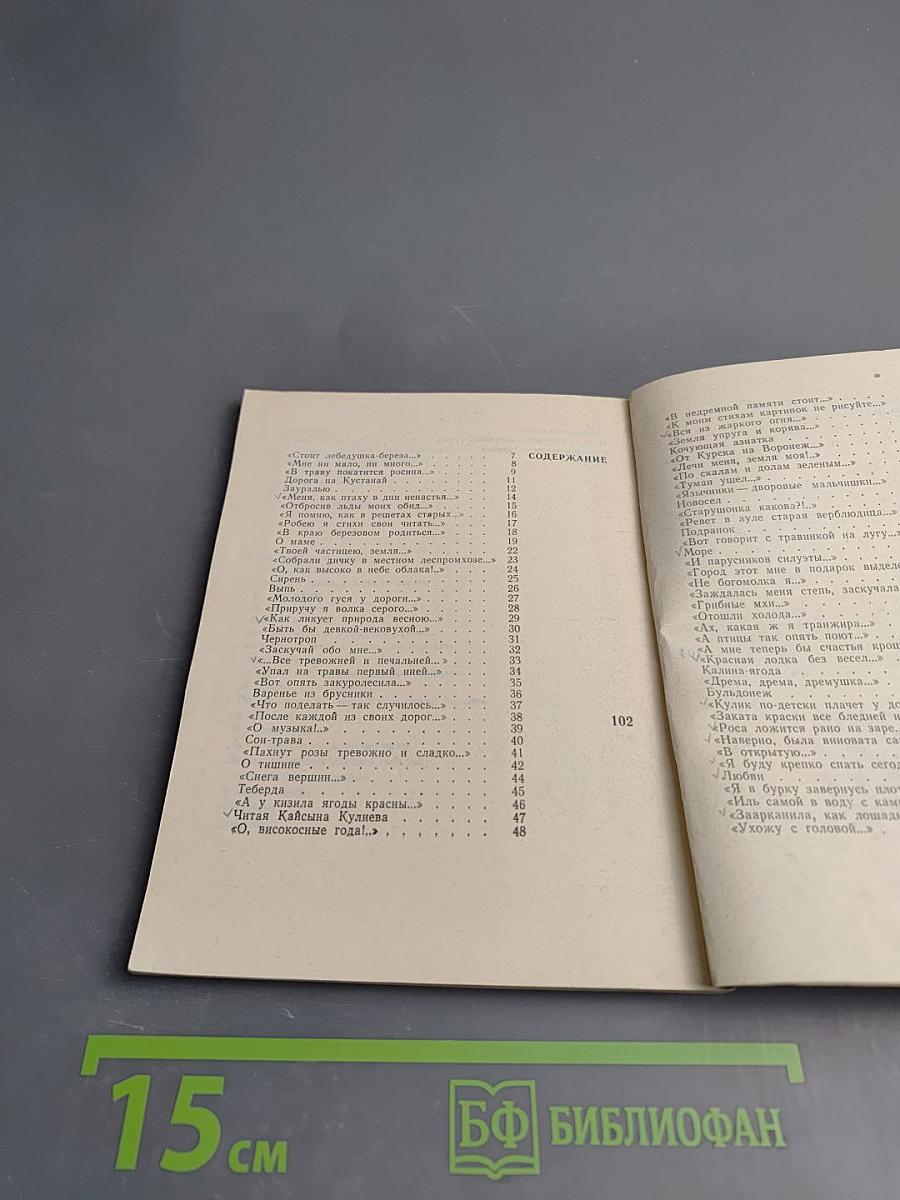 «Стоит лебедушка-береза...» . . . . . 7
«Мне ни мало, ни много...» . . . . . 8
«В траву покатится росина...» . . . . 9
Дорога на Кустанай . . . . . . . 11
Зауралью . . . . . . . . . . 12
«Меня, как птаху в дни ненастья...» . . . 14
«Отбросив льды моих обид...» . . . . 15
«Я помню, как в решетах старых...» . . . 16
«Робею я стихи свои читать...» . . . . 17
«В краю березовом родиться...» . . . . 18
О маме . . . . . . . . . . . 19
«Твоей частицею, земля...» . . . . . 22
«Собрали дичку в местном леспромхозе...» 23
«О, как высоко в небе облака!..» . . . 24
Сирень . . . . . . . . . . . 25
Выпь . . . . . . . . . . . . 26
«Молодого гуся у дороги...» . . . . . 27
«Приручу я волка серого...» . . . . . 28
«Как ликует природа весною...» . . . . 29
«Быть бы девкой-вековухой...» . . . . 30
Чернотроп . . . . . . . . . . 31
«Заскучай обо мне...» . . . . . . . 32
«...Все тревожней и печальней...» . . . 33
«Упал на травы первый иней...» . . . . 34
«Вот опять закуролесила...» . . . . . 35
Варенье из брусники . . . . . . . 36
«Что поделать — так случилось...» . . . 37
«После каждой из своих дорог...» . . . 38
«О музыка!..» . . . . . . . . . 39
Сон-трава . . . . . . . . . . 40
«Пахнут розы тревожно и сладко...» . . 41
О тишине . . . . . . . . . . 42
«Снега вершин...» . . . . . . . . 44
Теберда . . . . . . . . . . . 45
«А у кизила ягоды красны...» . . . . 46
Читая Кайсына Кулиева . . . . . . 47
«О, високосные года!..» . . . . . . . 48
СОДЕРЖАНИЕ
102
«В недремной памяти стоит...» . . .
«К моим стихам картинок не рисуйте...»
«Вся из жаркого огня...» . . .
«Земля упруга и корява...» . . .
Кочующая азиатка . . .
«От Курска на Воронеж...» . . .
«Лечи меня, земля моя!..» . . .
«По скалам и долам зеленым...» . . .
«Туман ушел...» . . .
«Язычники — дворовые мальчишки...»
Новосел . . .
«Старушонка какова?!..» . . .
«Ревет в ауле старая верблюдица...»
Подранок . . .
«Вот говорит с травинкой на лугу...»
Море . . .
«И парусников силуэты...» . . .
«Город этот мне в подарок выделе
«Не богомолка я...» . . .
«Заждалась меня степь, заскучала
«Грибные мхи...» . . .
«Отошли холода...» . . .
«Ах, какая ж я транжира...» . . .
«А птицы так опять поют...» . . .
«А мне теперь бы счастья крош
«Красная лодка без весел...» . . .
Калина-ягода . . .
«Дрема, дрема, дремушка...» . . .
Бульдонеж . . .
«Кулик по-детски плачет у до
«Заката краски все бледней и
«Роса ложится рано на заре..
«Наверно, была виновата са
«В открытую...» . . .
«Я буду крепко спать сегод
Любви . . .
«Я в бурку завернусь плот
«Иль самой в воду с кам
«Заарканила, как лошадь
«Ухожу с головой...» .
15 см
БФ БИБЛИОФАН